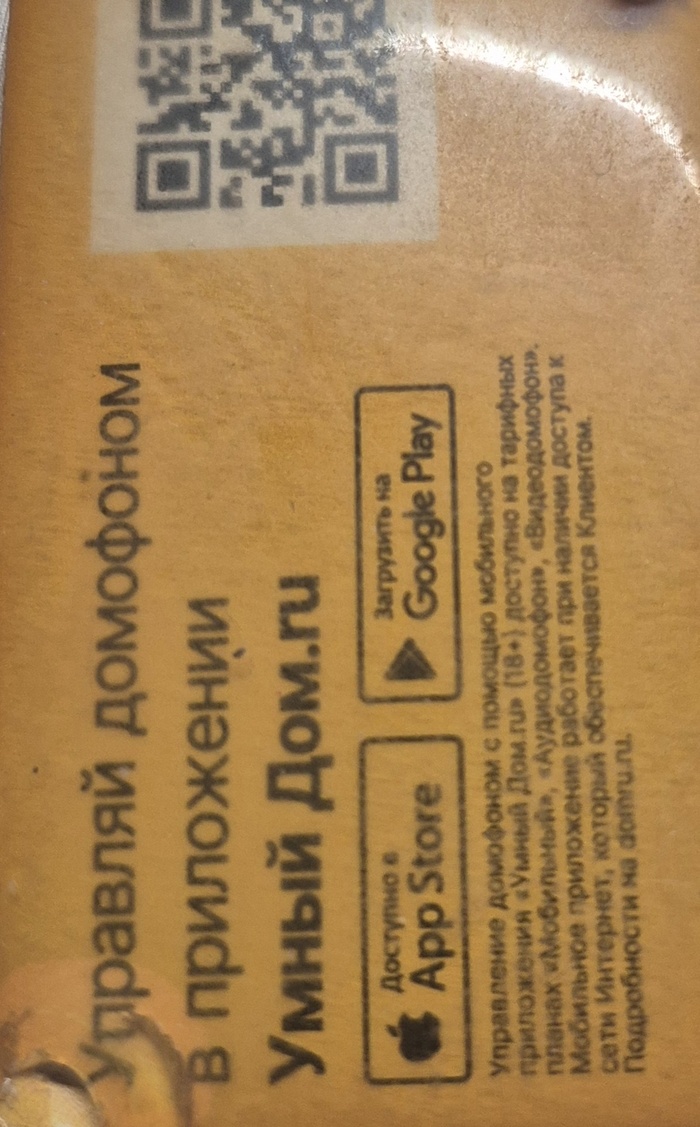 Управляй домофоном
в приложении
Умный Дом.ru
Доступно в
App Store
Загрузить на
Google Play
Управление домофоном с помощью мобильного
приложения «Умный Дом.ru» (18+) доступно на тарифных
планах «Мобильный», «Аудиодомофон», «Видеодомофон».
Мобильное приложение работает при наличии доступа к
сети Интернет, который обеспечивается Клиентом.
Подробности на domru.ru.